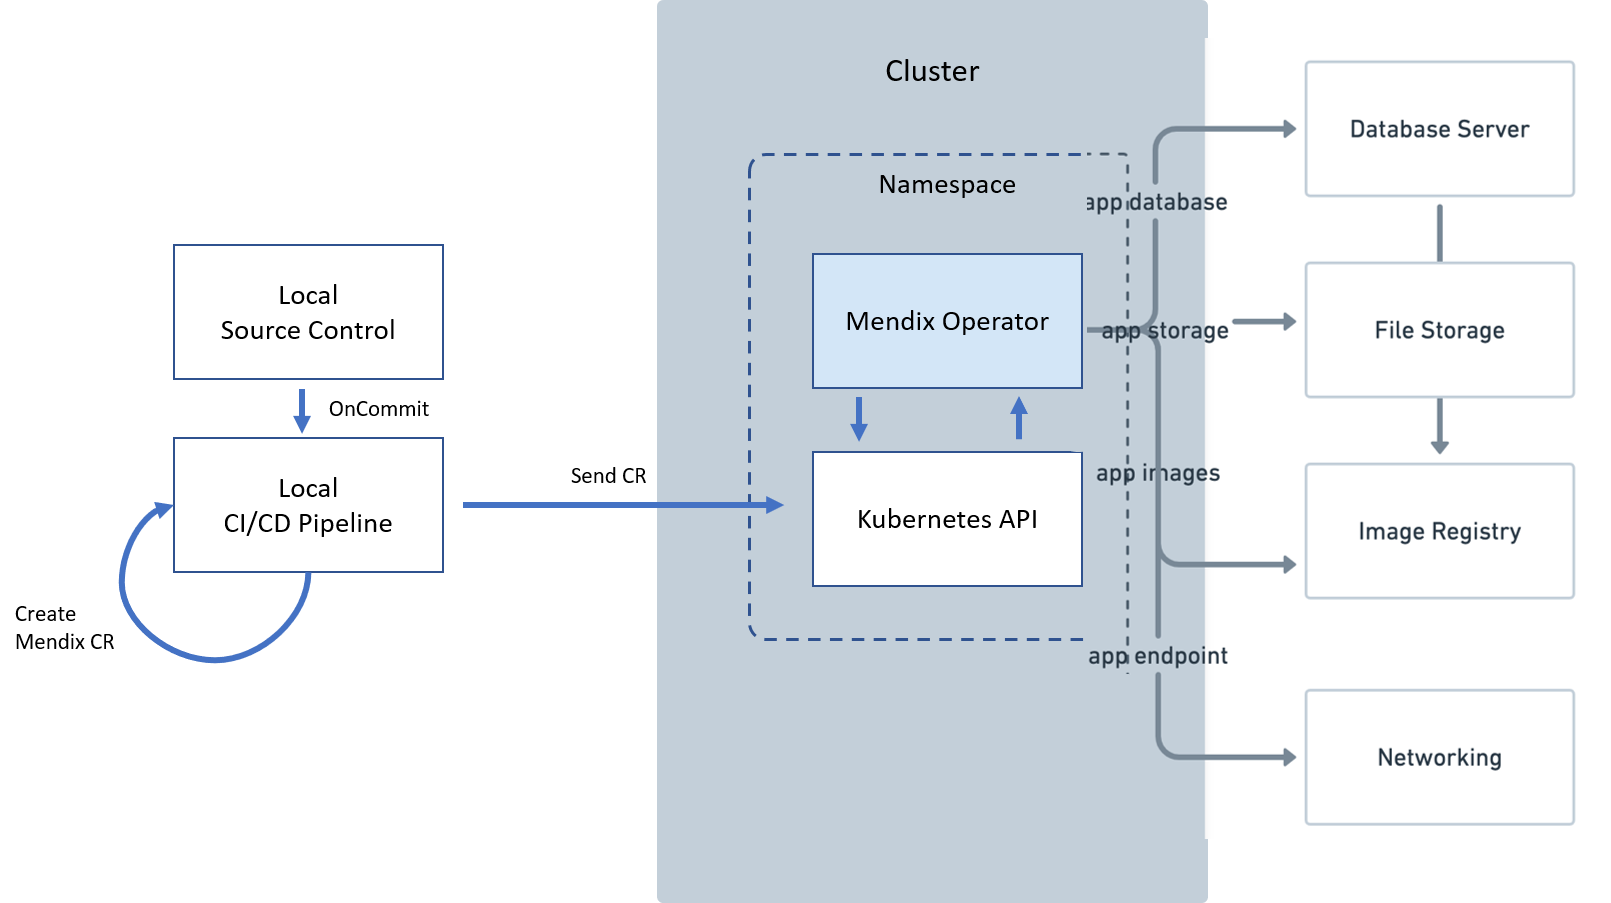 Cluster
Namespace
Local
Source Control
OnCommit
Local
CI/CD Pipeline
Create
Mendix CR
Send CR
Mendix Operator
Kubernetes API
app database
app storage
app images
app endpoint
Database Server
File Storage
Image Registry
Networking